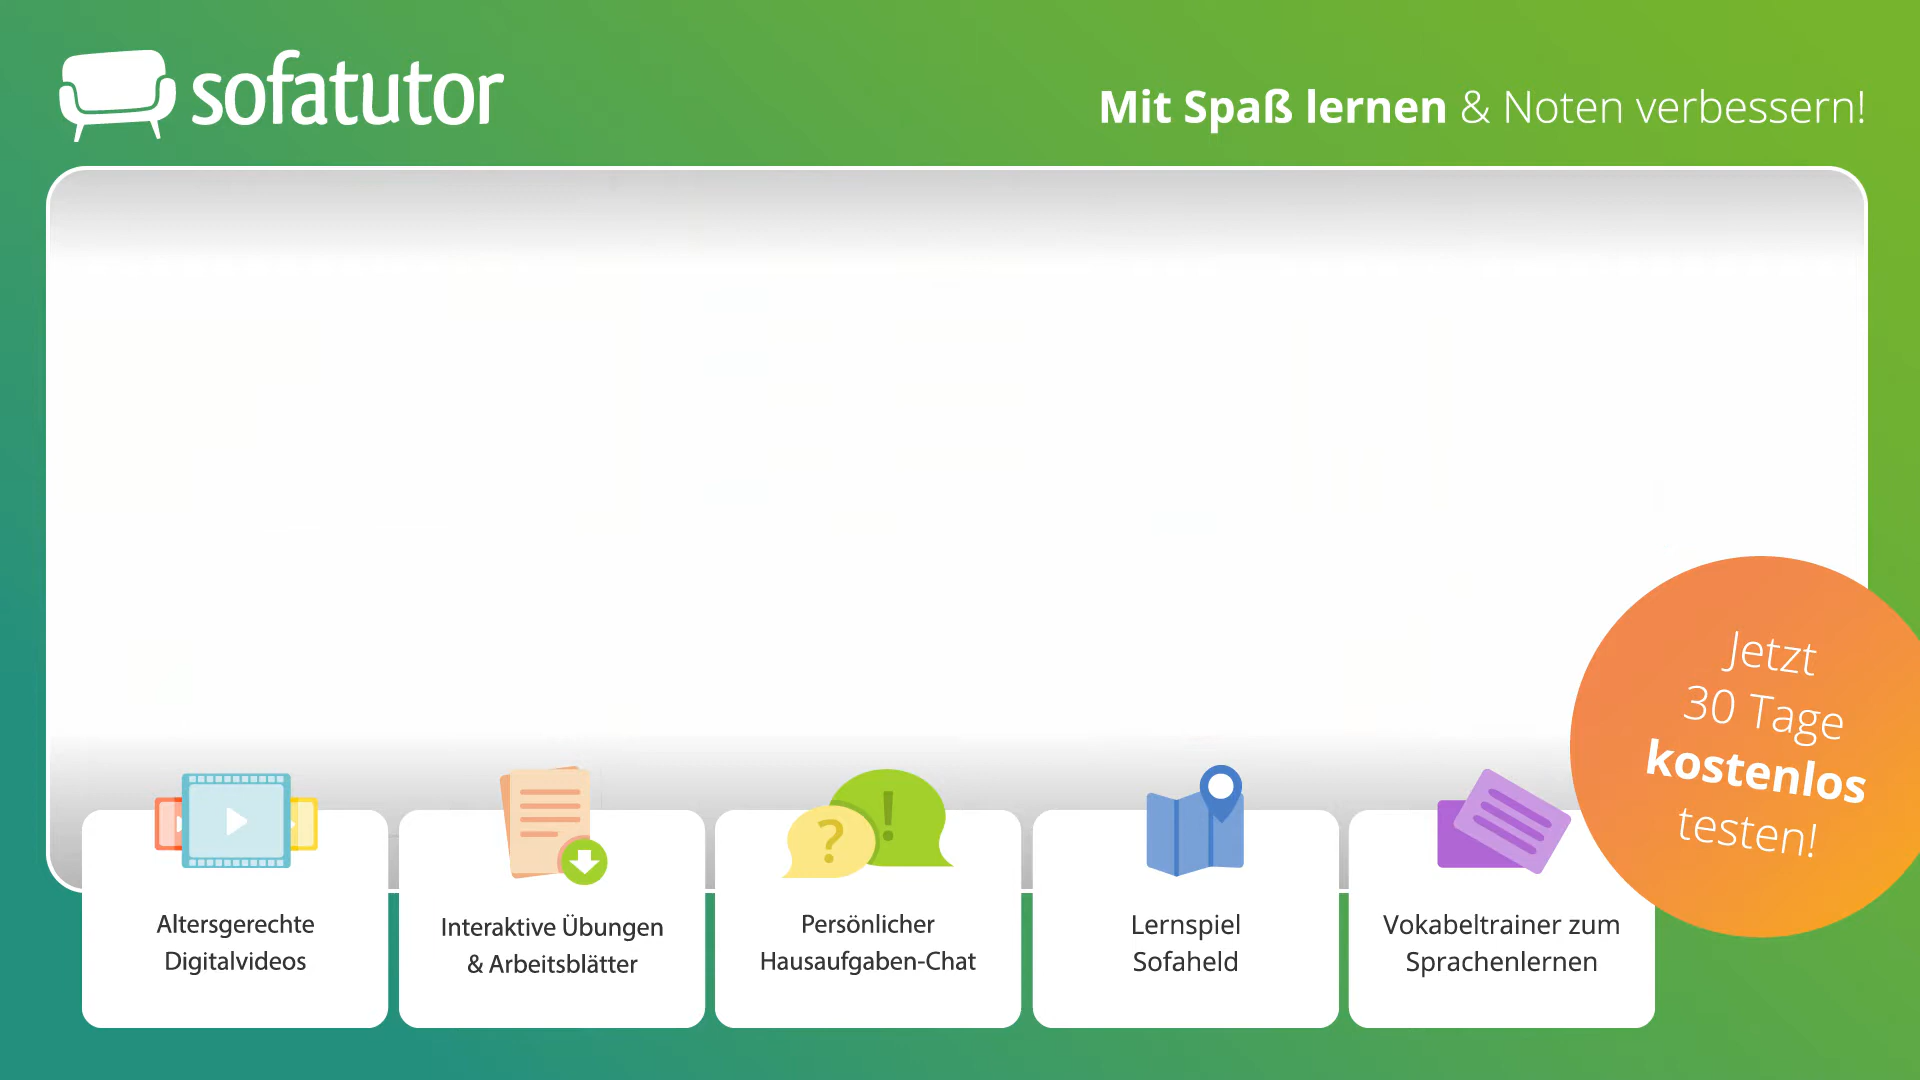 sofatutor
Mit Spaß lernen & Noten verbessern!
Jetzt
30 Tage
kostenlos
testen!
?
!
Altersgerechte
Digitalvideos
Interaktive Übungen
& Arbeitsblätter
Persönlicher
Hausaufgaben-Chat
Lernspiel
Sofaheld
Vokabeltrainer zum
Sprachenlernen